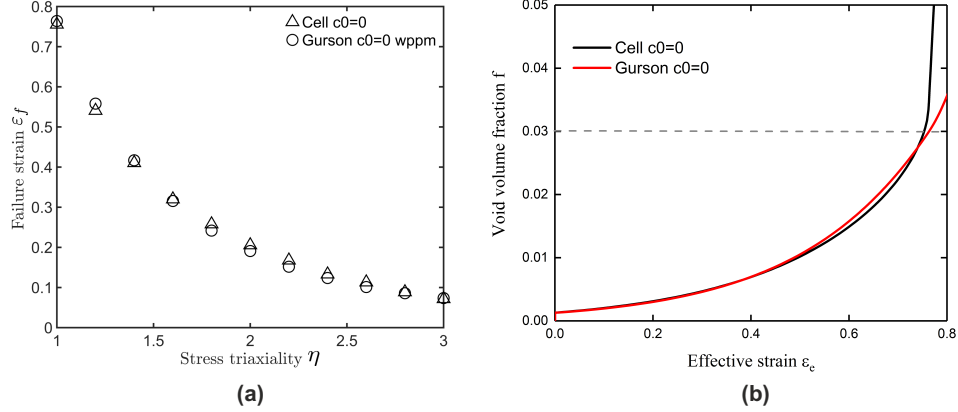 0.8
0.7
0.6
0.5
0.4
0.3
0.2
0.1
0
1
1.5
2
2.5
3
Failure strain εf
Stress triaxiality η
Cell c0=0
Gurson c0=0 wppm
(a)
0.05
0.04
0.03
0.02
0.01
0.00
0.0
0.2
0.4
0.6
0.8
Void volume fraction f
Effective strain εe
Cell c0=0
Gurson c0=0
(b)